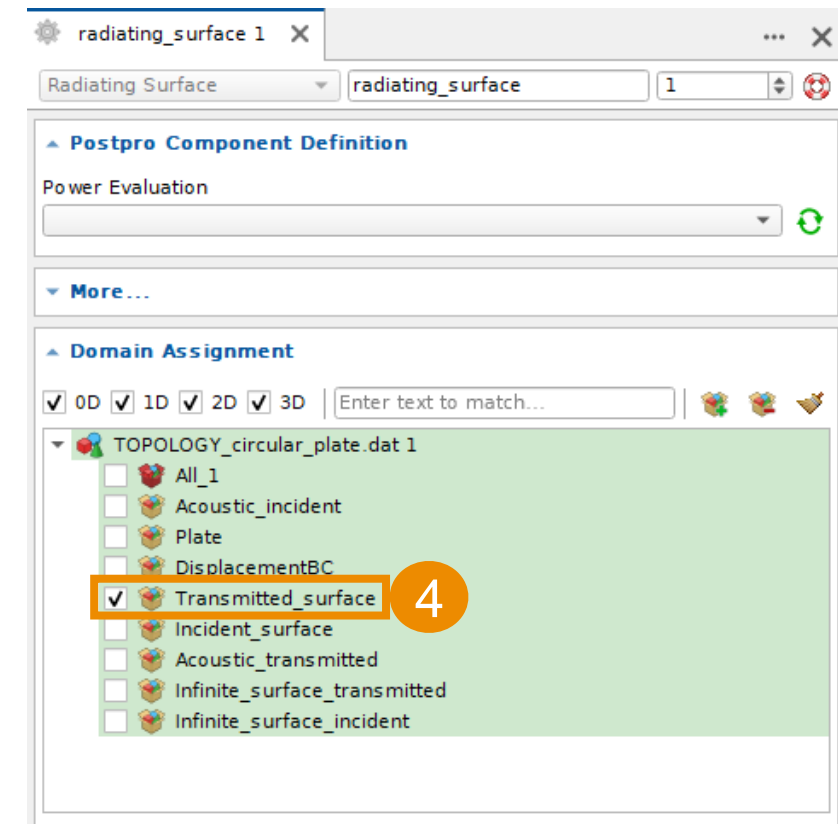 radiating_surface 1
Radiating Surface radiating_surface 1
Postpro Component Definition
Power Evaluation
More...
Domain Assignment
0D 1D 2D 3D Enter text to match...
TOPOLOGY_circular_plate.dat 1
All_1
Acoustic_incident
Plate
DisplacementBC
Transmitted_surface 4
Incident_surface
Acoustic_transmitted
Infinite_surface_transmitted
Infinite_surface_incident